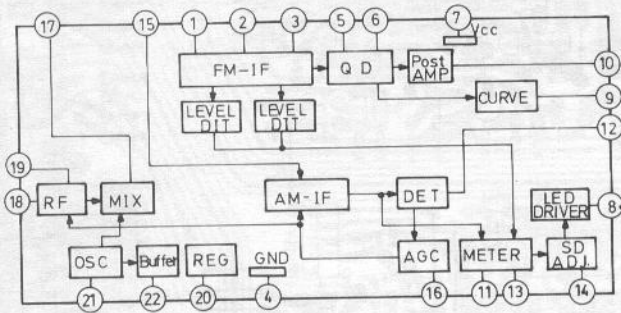 17
15
1
2
3
5
6
7
Vcc
FM-IF
QD
Post
AMP
10
LEVEL
DIT
LEVEL
DIT
CURVE
9
12
19
18
RF
MIX
AM-IF
DET
LED
DRIVER
8
OSC
Buffer
REG
GND
AGC
METER
SD
ADJ.
21
22
20
4
16
11
13
14